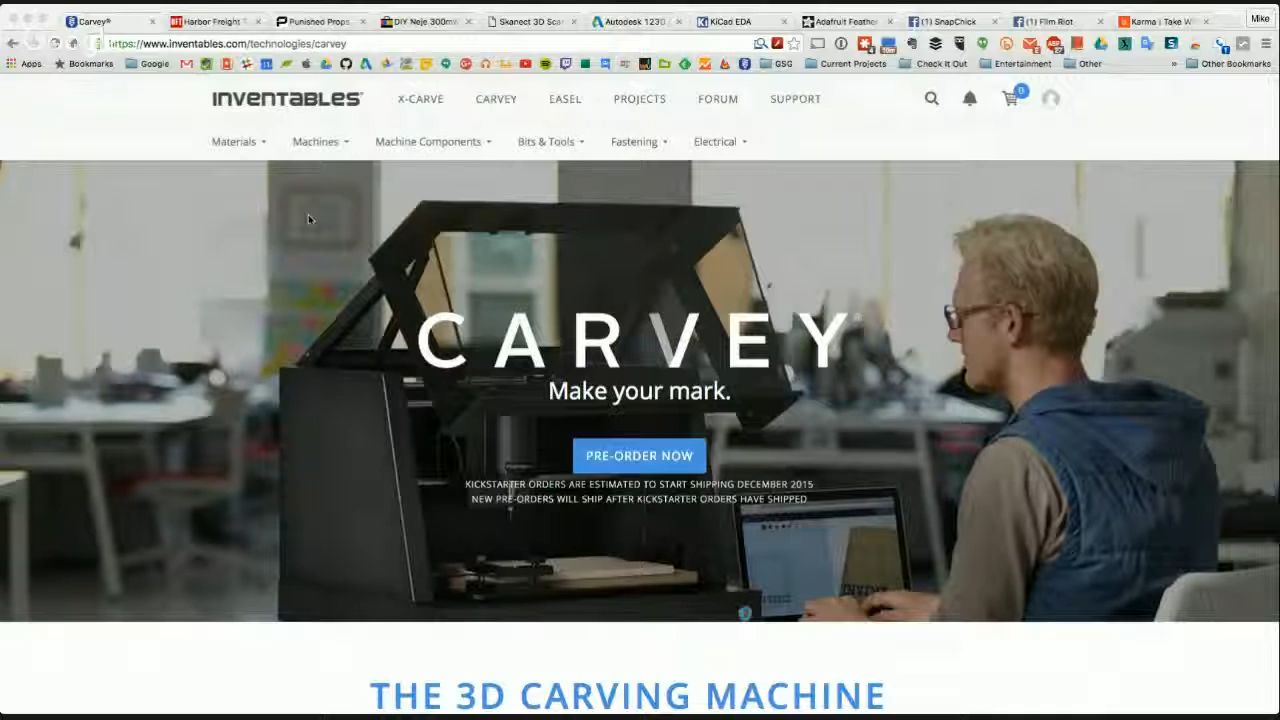 Mike
Carvey®
Harbor Freight
Punished Props
DIY Neje 300mw
Skanect 3D Sca
Autodesk 123D
KiCad EDA
Adafruit Feather
(1) SnapChick
(1) Film Riot
Karma | Take W
https://www.inventables.com/technologies/carvey
Apps
Bookmarks
Google
GSG
Current Projects
Check It Out
Entertainment
Other
»
Other Bookmarks
INVENTABLES
X-CARVE
CARVEY
EASEL
PROJECTS
FORUM
SUPPORT
0
Materials
Machines
Machine Components
Bits & Tools
Fastening
Electrical
CARVEY
Make your mark.
PRE-ORDER NOW
KICKSTARTER ORDERS ARE ESTIMATED TO START SHIPPING DECEMBER 2015
NEW PRE-ORDERS WILL SHIP AFTER KICKSTARTER ORDERS HAVE SHIPPED
THE 3D CARVING MACHINE